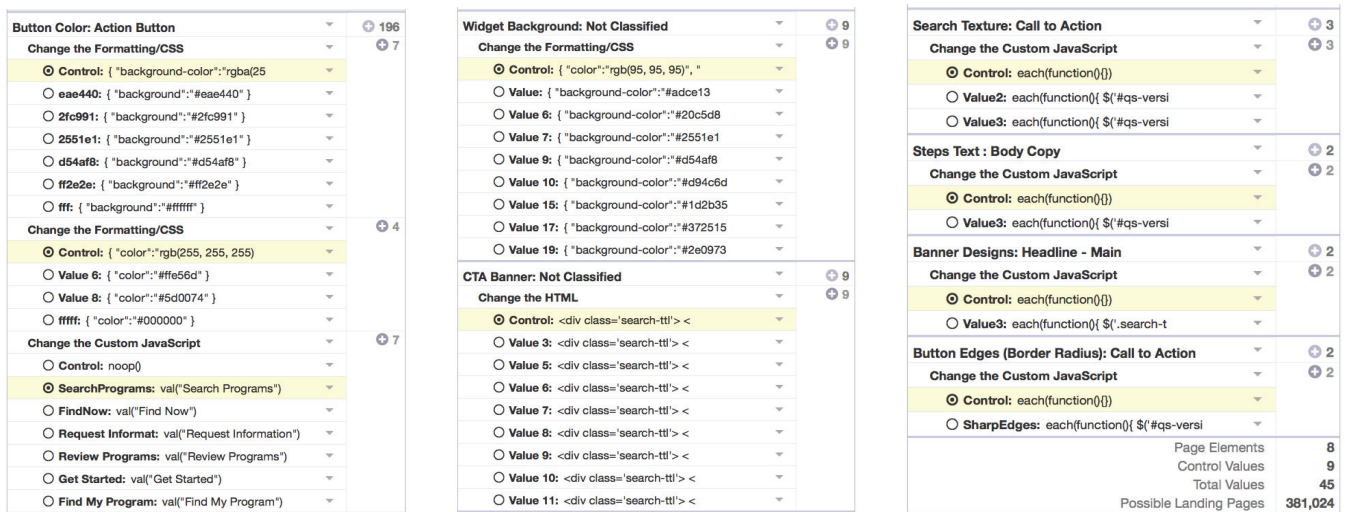 Button Color: Action Button 196
Change the Formatting/CSS 7
Control: { "background-color":"rgba(25
eae440: { "background":"#eae440" }
2fc991: { "background":"#2fc991" }
2551e1: { "background":"#2551e1" }
d54af8: { "background":"#d54af8" }
ff2e2e: { "background":"#ff2e2e" }
fff: { "background":"#ffffff" }
Change the Formatting/CSS 4
Control: { "color":"rgb(255, 255, 255)
Value 6: { "color":"#ffe56d" }
Value 8: { "color":"#5d0074" }
fffff: { "color":"#000000" }
Change the Custom JavaScript 7
Control: noop()
SearchPrograms: val("Search Programs")
FindNow: val("Find Now")
Request Informat: val("Request Information")
Review Programs: val("Review Programs")
Get Started: val("Get Started")
Find My Program: val("Find My Program")
Widget Background: Not Classified 9
Change the Formatting/CSS 9
Control: { "color":"rgb(95, 95, 95)", "
Value: { "background-color":"#adce13
Value 6: { "background-color":"#20c5d8
Value 7: { "background-color":"#2551e1
Value 9: { "background-color":"#d54af8
Value 10: { "background-color":"#d94c6d
Value 15: { "background-color":"#1d2b35
Value 17: { "background-color":"#372515
Value 19: { "background-color":"#2e0973
CTA Banner: Not Classified 9
Change the HTML 9
Control: <div class='search-ttl'> <
Value 3: <div class='search-ttl'> <
Value 5: <div class='search-ttl'> <
Value 6: <div class='search-ttl'> <
Value 7: <div class='search-ttl'> <
Value 8: <div class='search-ttl'> <
Value 9: <div class='search-ttl'> <
Value 10: <div class='search-ttl'> <
Value 11: <div class='search-ttl'> <
Search Texture: Call to Action 3
Change the Custom JavaScript 3
Control: each(function(){})
Value2: each(function(){ $('#qs-versi
Value3: each(function(){ $('#qs-versi
Steps Text : Body Copy 2
Change the Custom JavaScript 2
Control: each(function(){})
Value3: each(function(){ $('#qs-versi
Banner Designs: Headline - Main 2
Change the Custom JavaScript 2
Control: each(function(){})
Value3: each(function(){ $('.search-t
Button Edges (Border Radius): Call to Action 2
Change the Custom JavaScript 2
Control: each(function(){})
SharpEdges: each(function(){ $('#qs-versi
Page Elements 8
Control Values 9
Total Values 45
Possible Landing Pages 381,024